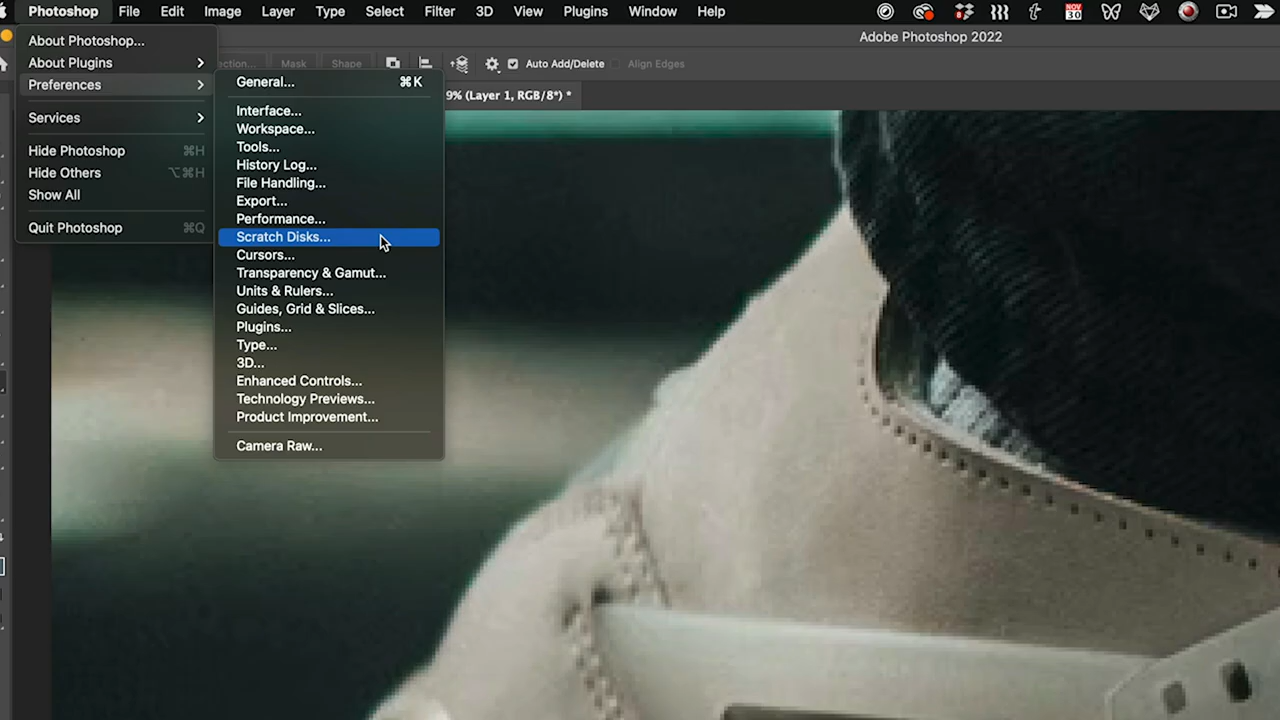 Photoshop File Edit Image Layer Type Select Filter 3D View Plugins Window Help
NOV 30
8
Adobe Photoshop 2022
Mask Shape Auto Add/Delete Align Edges
9% (Layer 1, RGB/8*) *
About Photoshop...
About Plugins
Preferences
Services
Hide Photoshop ⌘H
Hide Others ⌥⌘H
Show All
Quit Photoshop ⌘Q
General... ⌘K
Interface...
Workspace...
Tools...
History Log...
File Handling...
Export...
Performance...
Scratch Disks...
Cursors...
Transparency & Gamut...
Units & Rulers...
Guides, Grid & Slices...
Plugins...
Type...
3D...
Enhanced Controls...
Technology Previews...
Product Improvement...
Camera Raw...